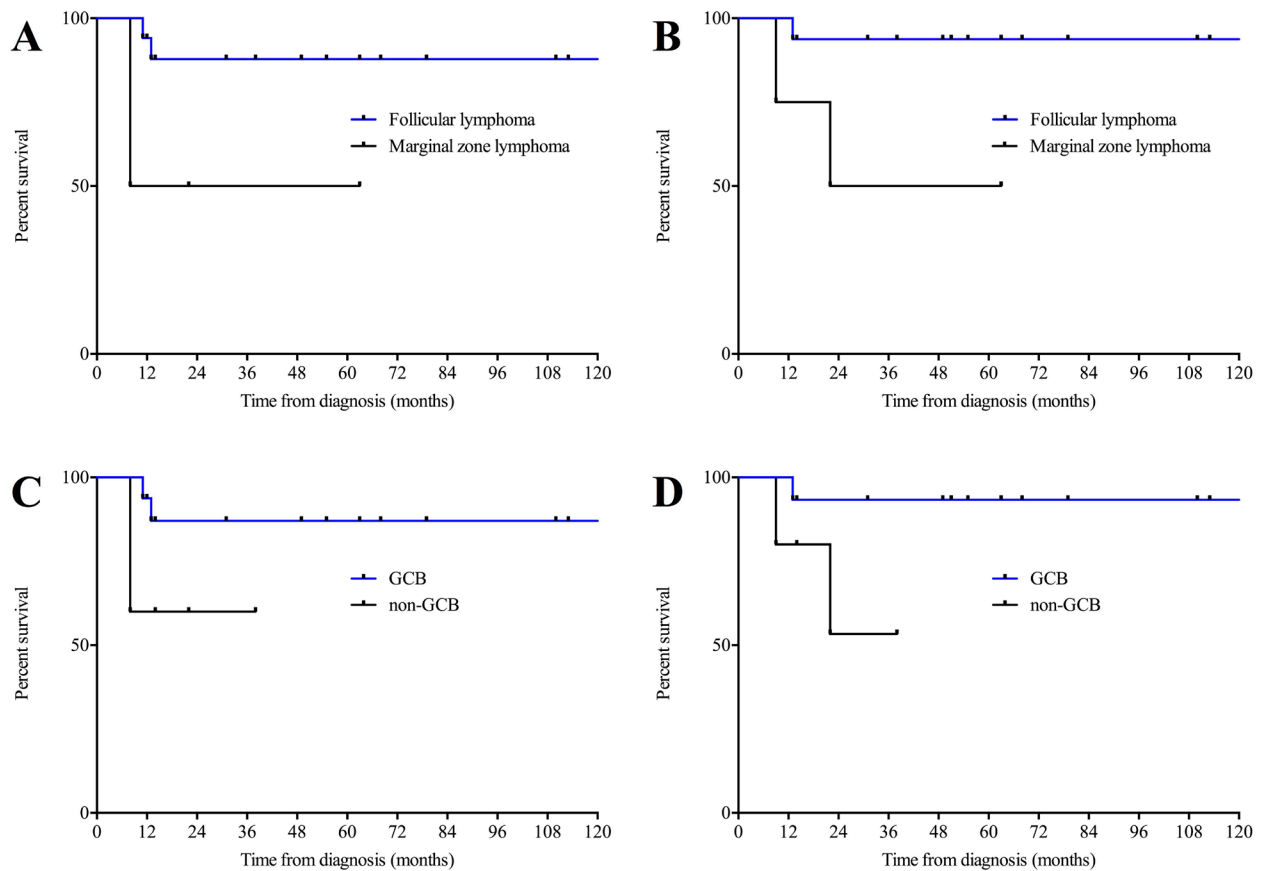 A
100
50
0
Percent survival
Follicular lymphoma
Marginal zone lymphoma
0 12 24 36 48 60 72 84 96 108 120
Time from diagnosis (months)
B
100
50
0
Percent survival
Follicular lymphoma
Marginal zone lymphoma
0 12 24 36 48 60 72 84 96 108 120
Time from diagnosis (months)
C
100
50
0
Percent survival
GCB
non-GCB
0 12 24 36 48 60 72 84 96 108 120
Time from diagnosis (months)
D
100
50
0
Percent survival
GCB
non-GCB
0 12 24 36 48 60 72 84 96 108 120
Time from diagnosis (months)